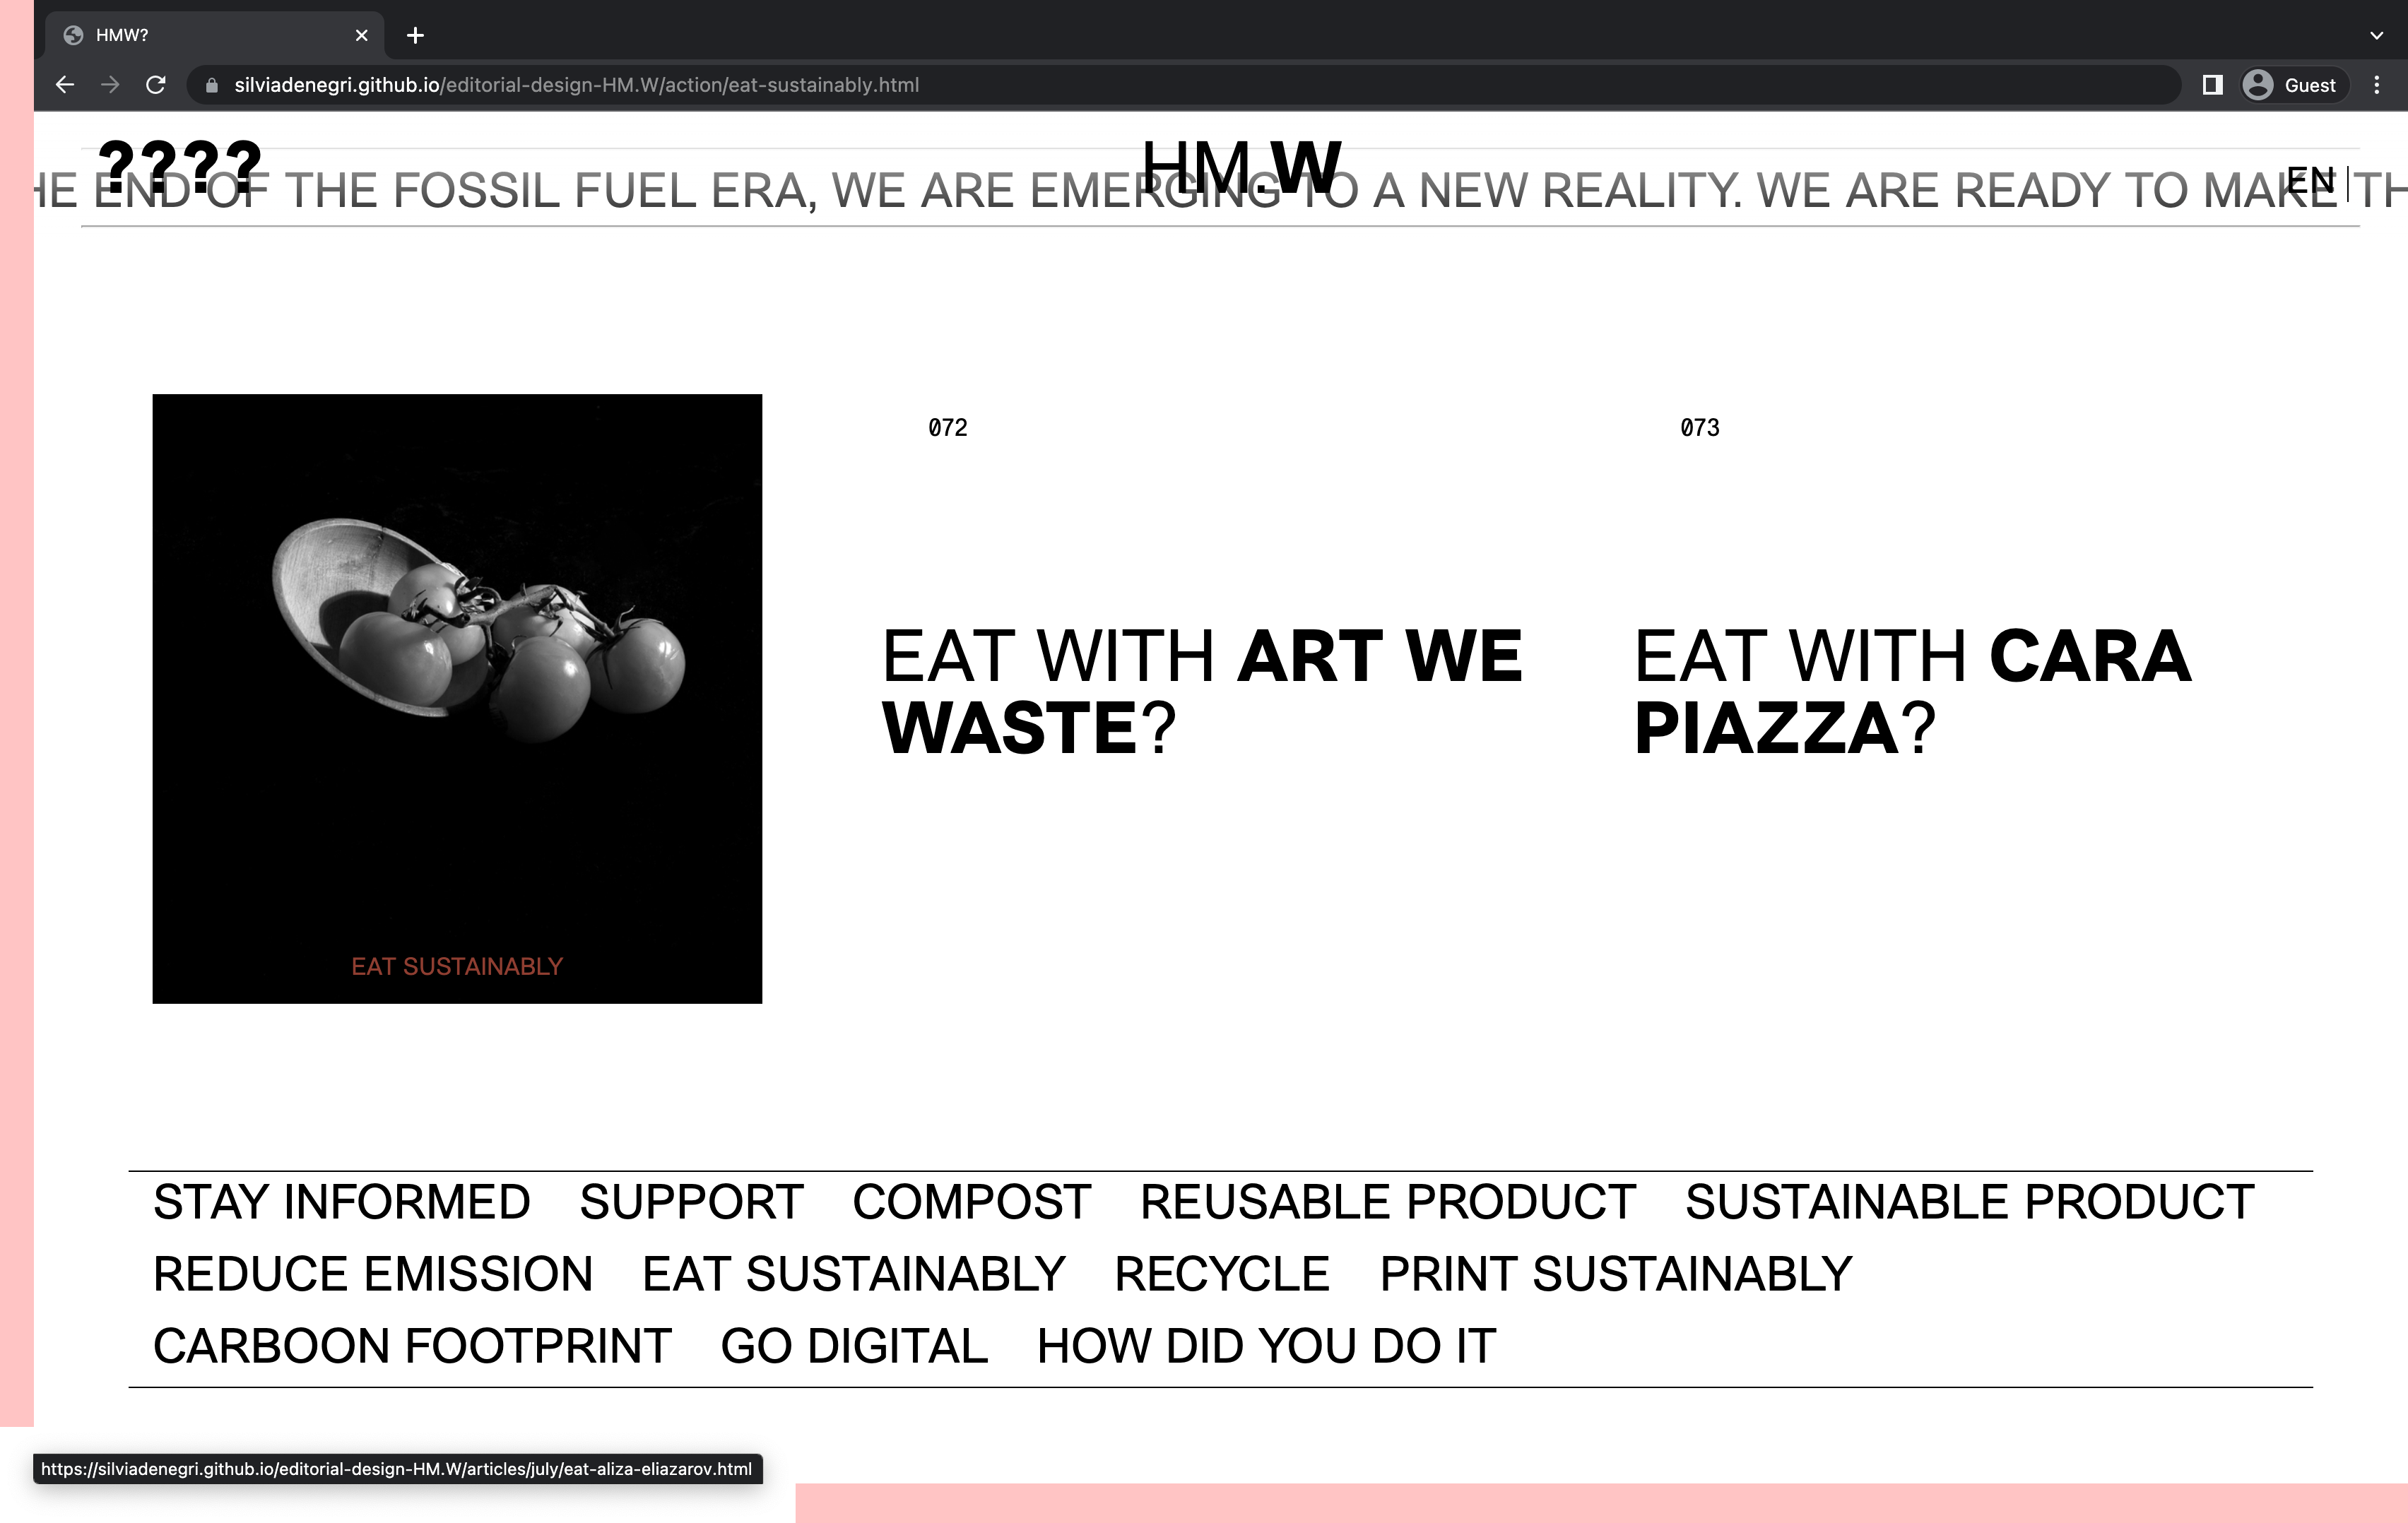 HMW?
silviadenegri.github.io/editorial-design-HM.W/action/eat-sustainably.html
Guest
????
HM.W
EN |
HE END OF THE FOSSIL FUEL ERA, WE ARE EMERGING TO A NEW REALITY. WE ARE READY TO MAKE TH
072
073
EAT WITH ART WE
WASTE?
EAT WITH CARA
PIAZZA?
EAT SUSTAINABLY
STAY INFORMED SUPPORT COMPOST REUSABLE PRODUCT SUSTAINABLE PRODUCT
REDUCE EMISSION EAT SUSTAINABLY RECYCLE PRINT SUSTAINABLY
CARBOON FOOTPRINT GO DIGITAL HOW DID YOU DO IT
https://silviadenegri.github.io/editorial-design-HM.W/articles/july/eat-aliza-eliazarov.html